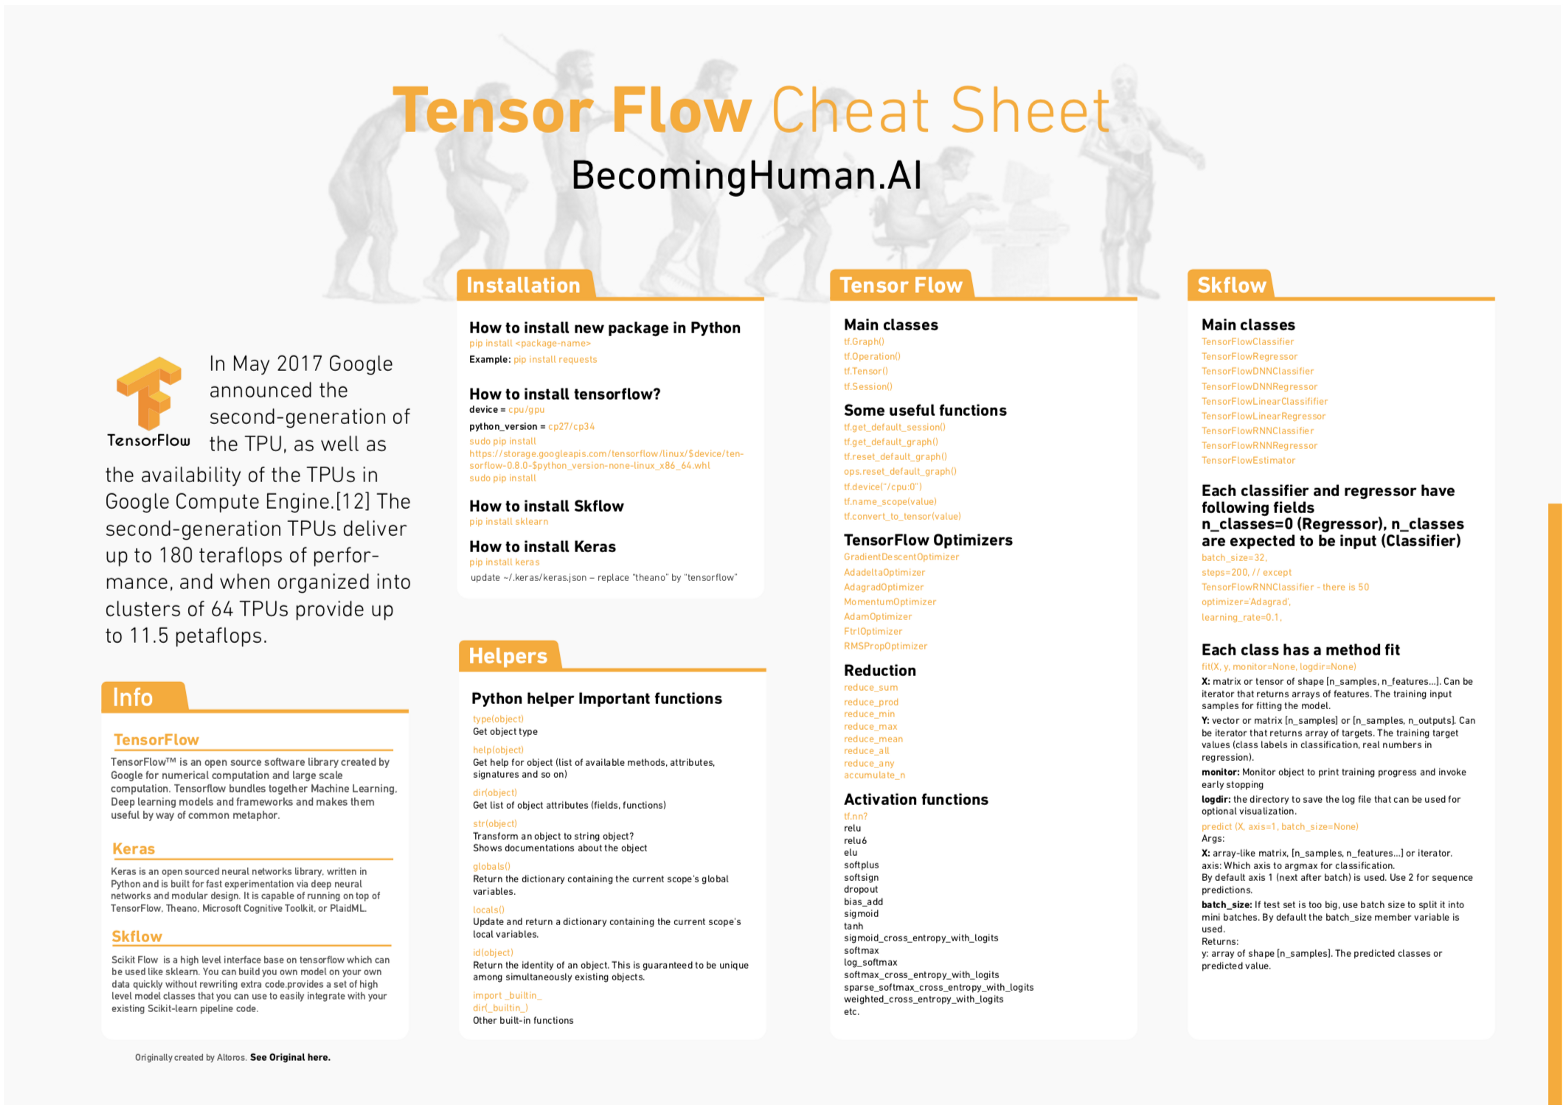 Tensor Flow Cheat Sheet
BecomingHuman.AI
TensorFlow
In May 2017 Google
announced the
second-generation of
the TPU, as well as
the availability of the TPUs in
Google Compute Engine.[12] The
second-generation TPUs deliver
up to 180 teraflops of perfor-
mance, and when organized into
clusters of 64 TPUs provide up
to 11.5 petaflops.
Info
TensorFlow
TensorFlow™ is an open source software library created by
Google for numerical computation and large scale
computation. Tensorflow bundles together Machine Learning,
Deep learning models and frameworks and makes them
useful by way of common metaphor.
Keras
Keras is an open sourced neural networks library, written in
Python and is built for fast experimentation via deep neural
networks and modular design. It is capable of running on top of
TensorFlow, Theano, Microsoft Cognitive Toolkit, or PlaidML.
Skflow
Scikit Flow is a high level interface base on tensorflow which can
be used like sklearn. You can build you own model on your own
data quickly without rewriting extra code.provides a set of high
level model classes that you can use to easily integrate with your
existing Scikit-learn pipeline code.
Originally created by Altoros. See Original here.
Installation
How to install new package in Python
pip install <package-name>
Example: pip install requests
How to install tensorflow?
device = cpu/gpu
python_version = cp27/cp34
sudo pip install
https://storage.googleapis.com/tensorflow/linux/$device/ten-
sorflow-0.8.0-$python_version-none-linux_x86_64.whl
sudo pip install
How to install Skflow
pip install sklearn
How to install Keras
pip install keras
update ~/.keras/keras.json – replace "theano" by "tensorflow"
Helpers
Python helper Important functions
type(object)
Get object type
help(object)
Get help for object (list of available methods, attributes,
signatures and so on)
dir(object)
Get list of object attributes (fields, functions)
str(object)
Transform an object to string object?
Shows documentations about the object
globals()
Return the dictionary containing the current scope's global
variables.
locals()
Update and return a dictionary containing the current scope's
local variables.
id(object)
Return the identity of an object. This is guaranteed to be unique
among simultaneously existing objects.
import _builtin_
dir(_builtin_)
Other built-in functions
Tensor Flow
Main classes
tf.Graph()
tf.Operation()
tf.Tensor()
tf.Session()
Some useful functions
tf.get_default_session()
tf.get_default_graph()
tf.reset_default_graph()
ops.reset_default_graph()
tf.device("/cpu:0")
tf.name_scope(value)
tf.convert_to_tensor(value)
TensorFlow Optimizers
GradientDescentOptimizer
AdadeltaOptimizer
AdagradOptimizer
MomentumOptimizer
AdamOptimizer
FtrlOptimizer
RMSPropOptimizer
Reduction
reduce_sum
reduce_prod
reduce_min
reduce_max
reduce_mean
reduce_all
reduce_any
accumulate_n
Activation functions
tf.nn?
relu
relu6
elu
softplus
softsign
dropout
bias_add
sigmoid
tanh
sigmoid_cross_entropy_with_logits
softmax
log_softmax
softmax_cross_entropy_with_logits
sparse_softmax_cross_entropy_with_logits
weighted_cross_entropy_with_logits
etc.
Skflow
Main classes
TensorFlowClassifier
TensorFlowRegressor
TensorFlowDNNClassifier
TensorFlowDNNRegressor
TensorFlowLinearClassififier
TensorFlowLinearRegressor
TensorFlowRNNClassifier
TensorFlowRNNRegressor
TensorFlowEstimator
Each classifier and regressor have
following fields
n_classes=0 (Regressor), n_classes
are expected to be input (Classifier)
batch_size=32,
steps=200, // except
TensorFlowRNNClassifier - there is 50
optimizer='Adagrad',
learning_rate=0.1,
Each class has a method fit
fit(X, y, monitor=None, logdir=None)
X: matrix or tensor of shape [n_samples, n_features...]. Can be
iterator that returns arrays of features. The training input
samples for fitting the model.
Y: vector or matrix [n_samples] or [n_samples, n_outputs]. Can
be iterator that returns array of targets. The training target
values (class labels in classification, real numbers in
regression).
monitor: Monitor object to print training progress and invoke
early stopping
logdir: the directory to save the log file that can be used for
optional visualization.
predict (X, axis=1, batch_size=None)
Args:
X: array-like matrix, [n_samples, n_features...] or iterator.
axis: Which axis to argmax for classification.
By default axis 1 (next after batch) is used. Use 2 for sequence
predictions.
batch_size: If test set is too big, use batch size to split it into
mini batches. By default the batch_size member variable is
used.
Returns:
y: array of shape [n_samples]. The predicted classes or
predicted value.